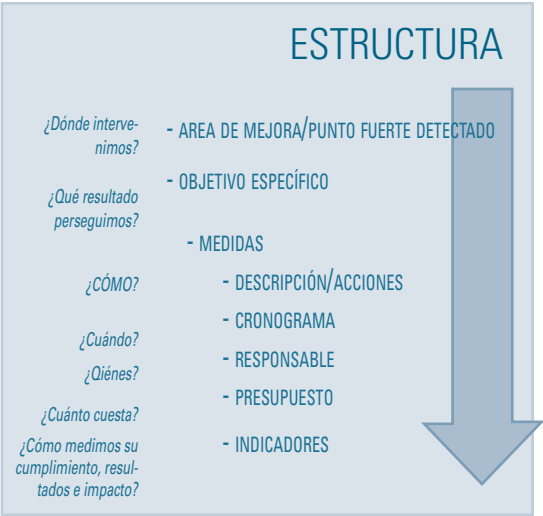 ESTRUCTURA
¿Dónde interve-
nimos?
- AREA DE MEJORA/PUNTO FUERTE DETECTADO
¿Qué resultado
perseguimos?
- OBJETIVO ESPECÍFICO
- MEDIDAS
¿CÓMO?
- DESCRIPCIÓN/ACCIONES
¿Cuándo?
- CRONOGRAMA
¿Qiénes?
- RESPONSABLE
¿Cuánto cuesta?
- PRESUPUESTO
¿Cómo medimos su
cumplimiento, resul-
tados e impacto?
- INDICADORES